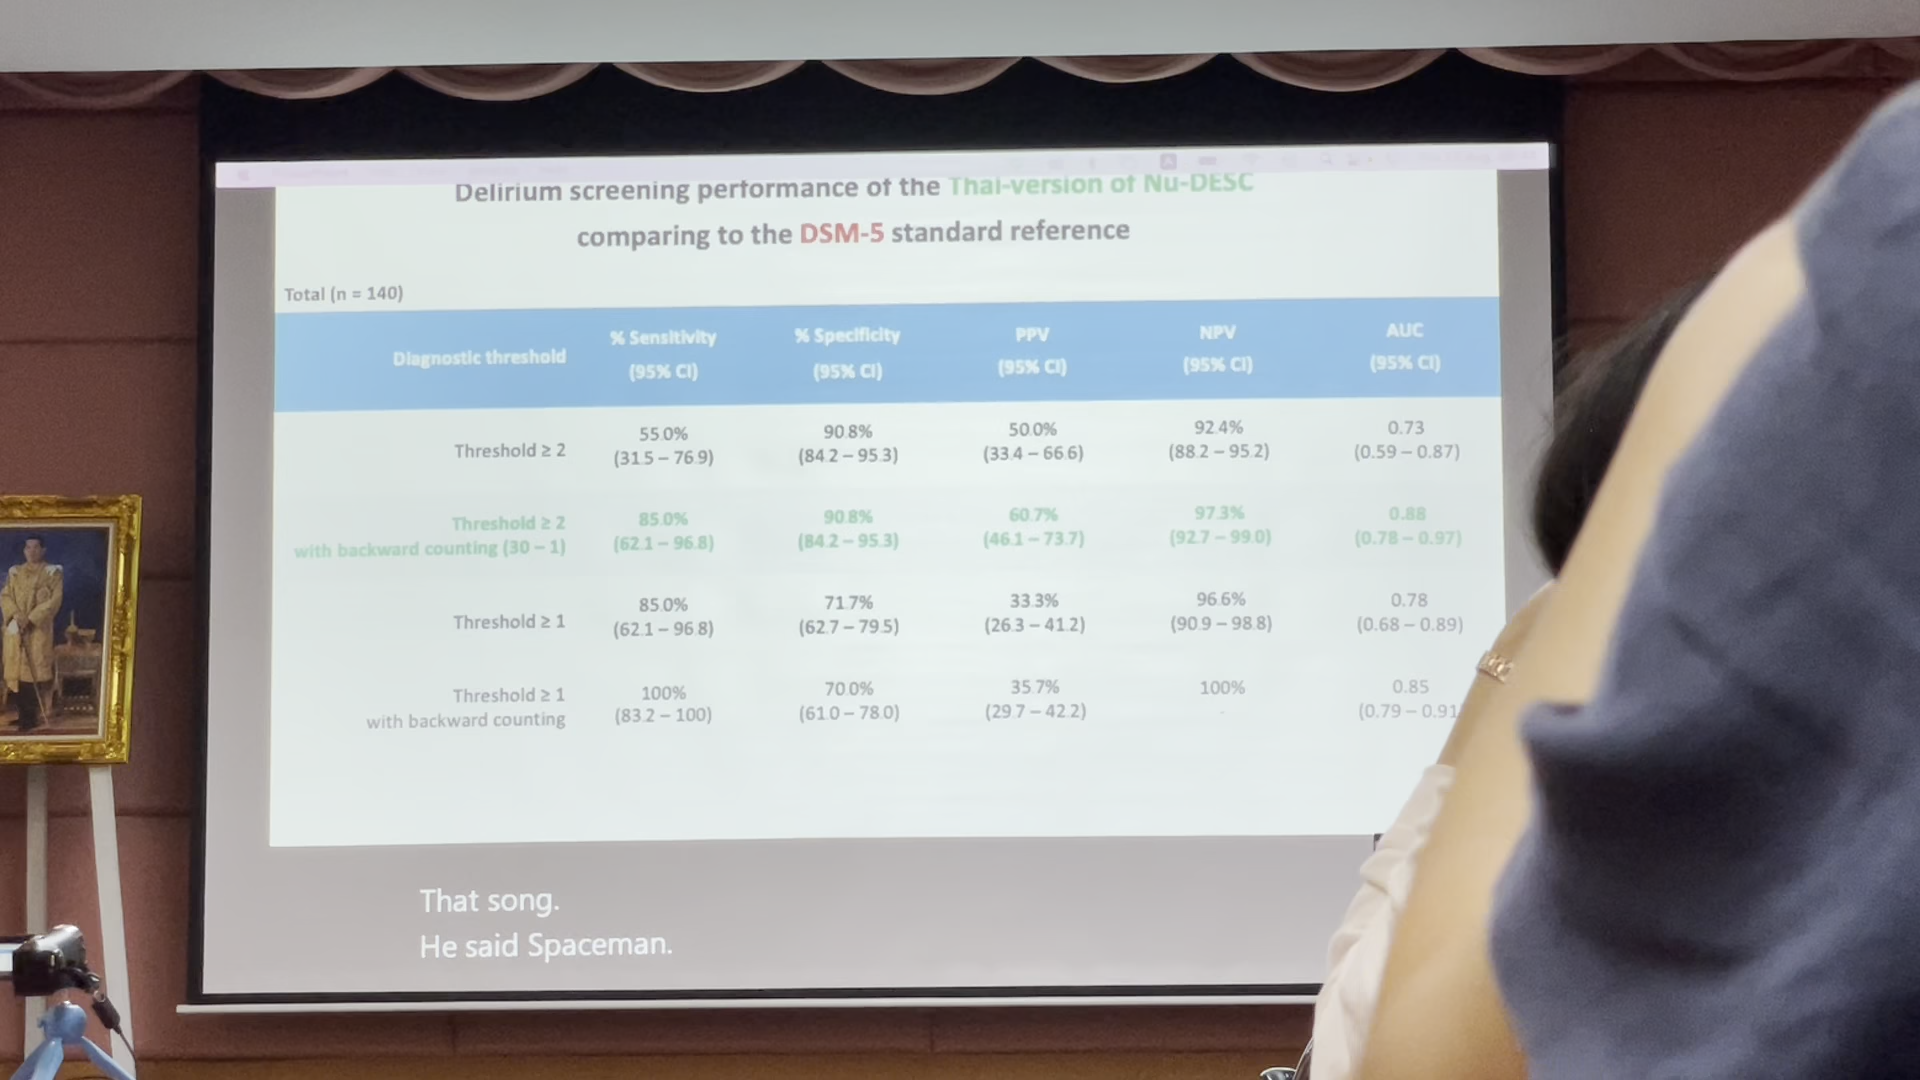 Delirium screening performance of the Thai-version of Nu-DESC
comparing to the DSM-5 standard reference
Total (n = 140)
Diagnostic threshold % Sensitivity (95% CI) % Specificity (95% CI) PPV (95% CI) NPV (95% CI) AUC (95% CI)
Threshold ≥ 2 55.0% 90.8% 50.0% 92.4% 0.73
(31.5 – 76.9) (84.2 – 95.3) (33.4 – 66.6) (88.2 – 95.2) (0.59 – 0.87)
Threshold ≥ 2 85.0% 90.8% 60.7% 97.3% 0.88
with backward counting (30 – 1) (62.1 – 96.8) (84.2 – 95.3) (46.1 – 73.7) (92.7 – 99.0) (0.78 – 0.97)
Threshold ≥ 1 85.0% 71.7% 33.3% 96.6% 0.78
(62.1 – 96.8) (62.7 – 79.5) (26.3 – 41.2) (90.9 – 98.8) (0.68 – 0.89)
Threshold ≥ 1 100% 70.0% 35.7% 100% 0.85
with backward counting (83.2 – 100) (61.0 – 78.0) (29.7 – 42.2) - (0.79 – 0.91
That song.
He said Spaceman.